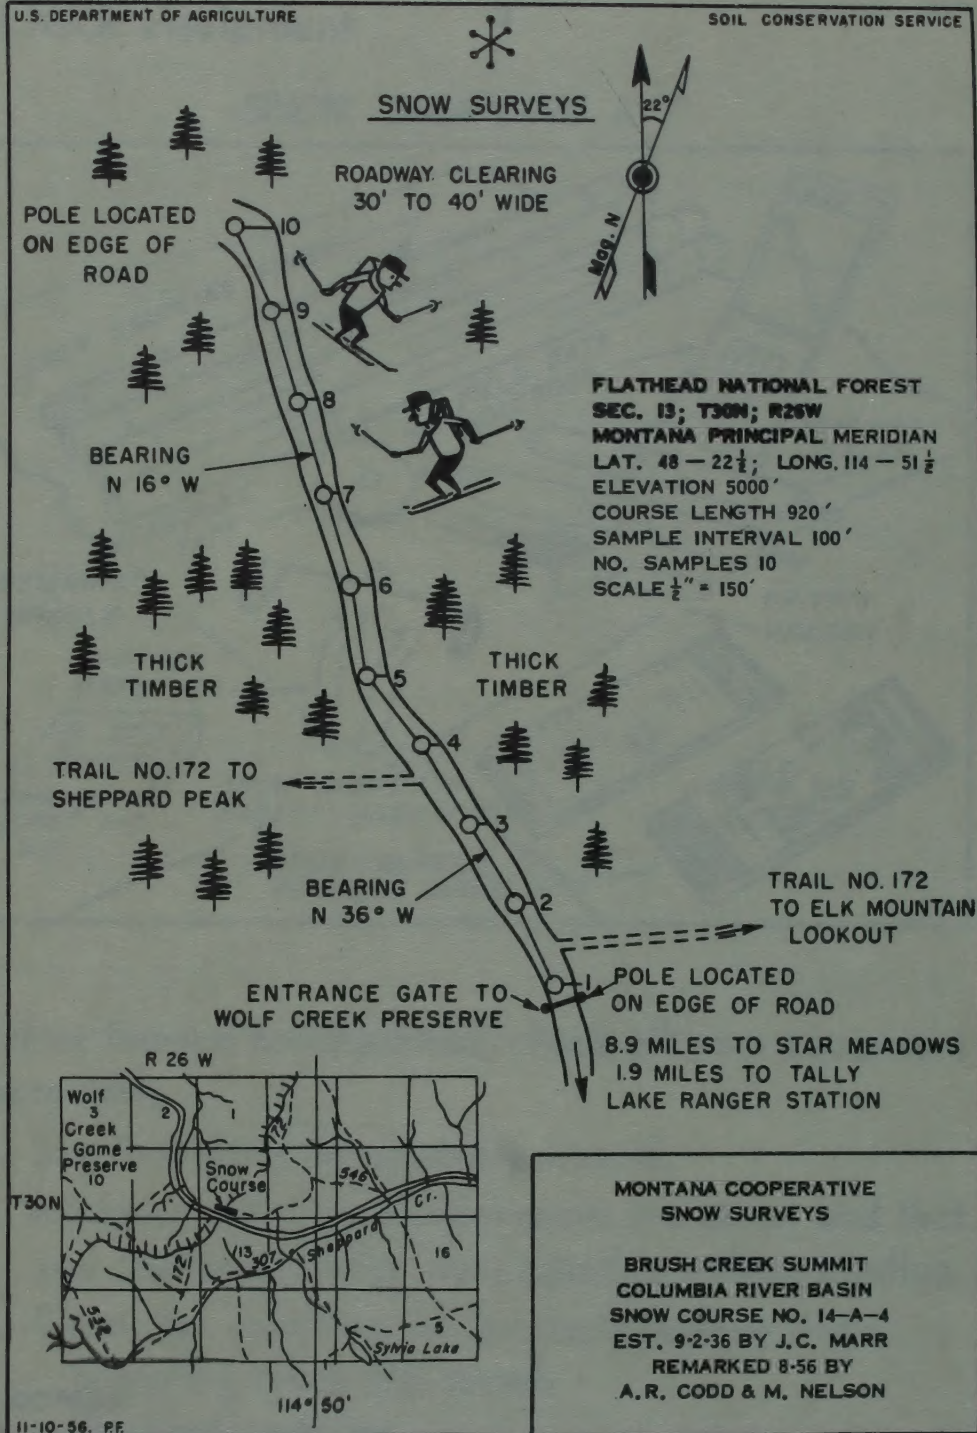 U.S. DEPARTMENT OF AGRICULTURE
SOIL CONSERVATION SERVICE
SNOW SURVEYS
22°
Mag. N
ROADWAY CLEARING
30' TO 40' WIDE
POLE LOCATED
ON EDGE OF
ROAD
10
9
8
7
6
5
4
3
2
1
FLATHEAD NATIONAL FOREST
SEC. 13; T30N; R26W
MONTANA PRINCIPAL MERIDIAN
LAT. 48 — 22½; LONG. 114 — 51½
ELEVATION 5000'
COURSE LENGTH 920'
SAMPLE INTERVAL 100'
NO. SAMPLES 10
SCALE ½" = 150'
BEARING
N 16° W
THICK
TIMBER
THICK
TIMBER
TRAIL NO. 172 TO
SHEPPARD PEAK
BEARING
N 36° W
TRAIL NO. 172
TO ELK MOUNTAIN
LOOKOUT
ENTRANCE GATE TO
WOLF CREEK PRESERVE
POLE LOCATED
ON EDGE OF ROAD
8.9 MILES TO STAR MEADOWS
1.9 MILES TO TALLY
LAKE RANGER STATION
R 26 W
Wolf
3
Creek
Game
Preserve
10
2
1
172
Snow
Course
546
T30N
Sheppard Cr.
13
307
16
172
532
5
Sylvia Lake
114° 50'
11-10-56. P.F.
MONTANA COOPERATIVE
SNOW SURVEYS
BRUSH CREEK SUMMIT
COLUMBIA RIVER BASIN
SNOW COURSE NO. 14-A-4
EST. 9-2-36 BY J.C. MARR
REMARKED 8-56 BY
A.R. CODD & M. NELSON